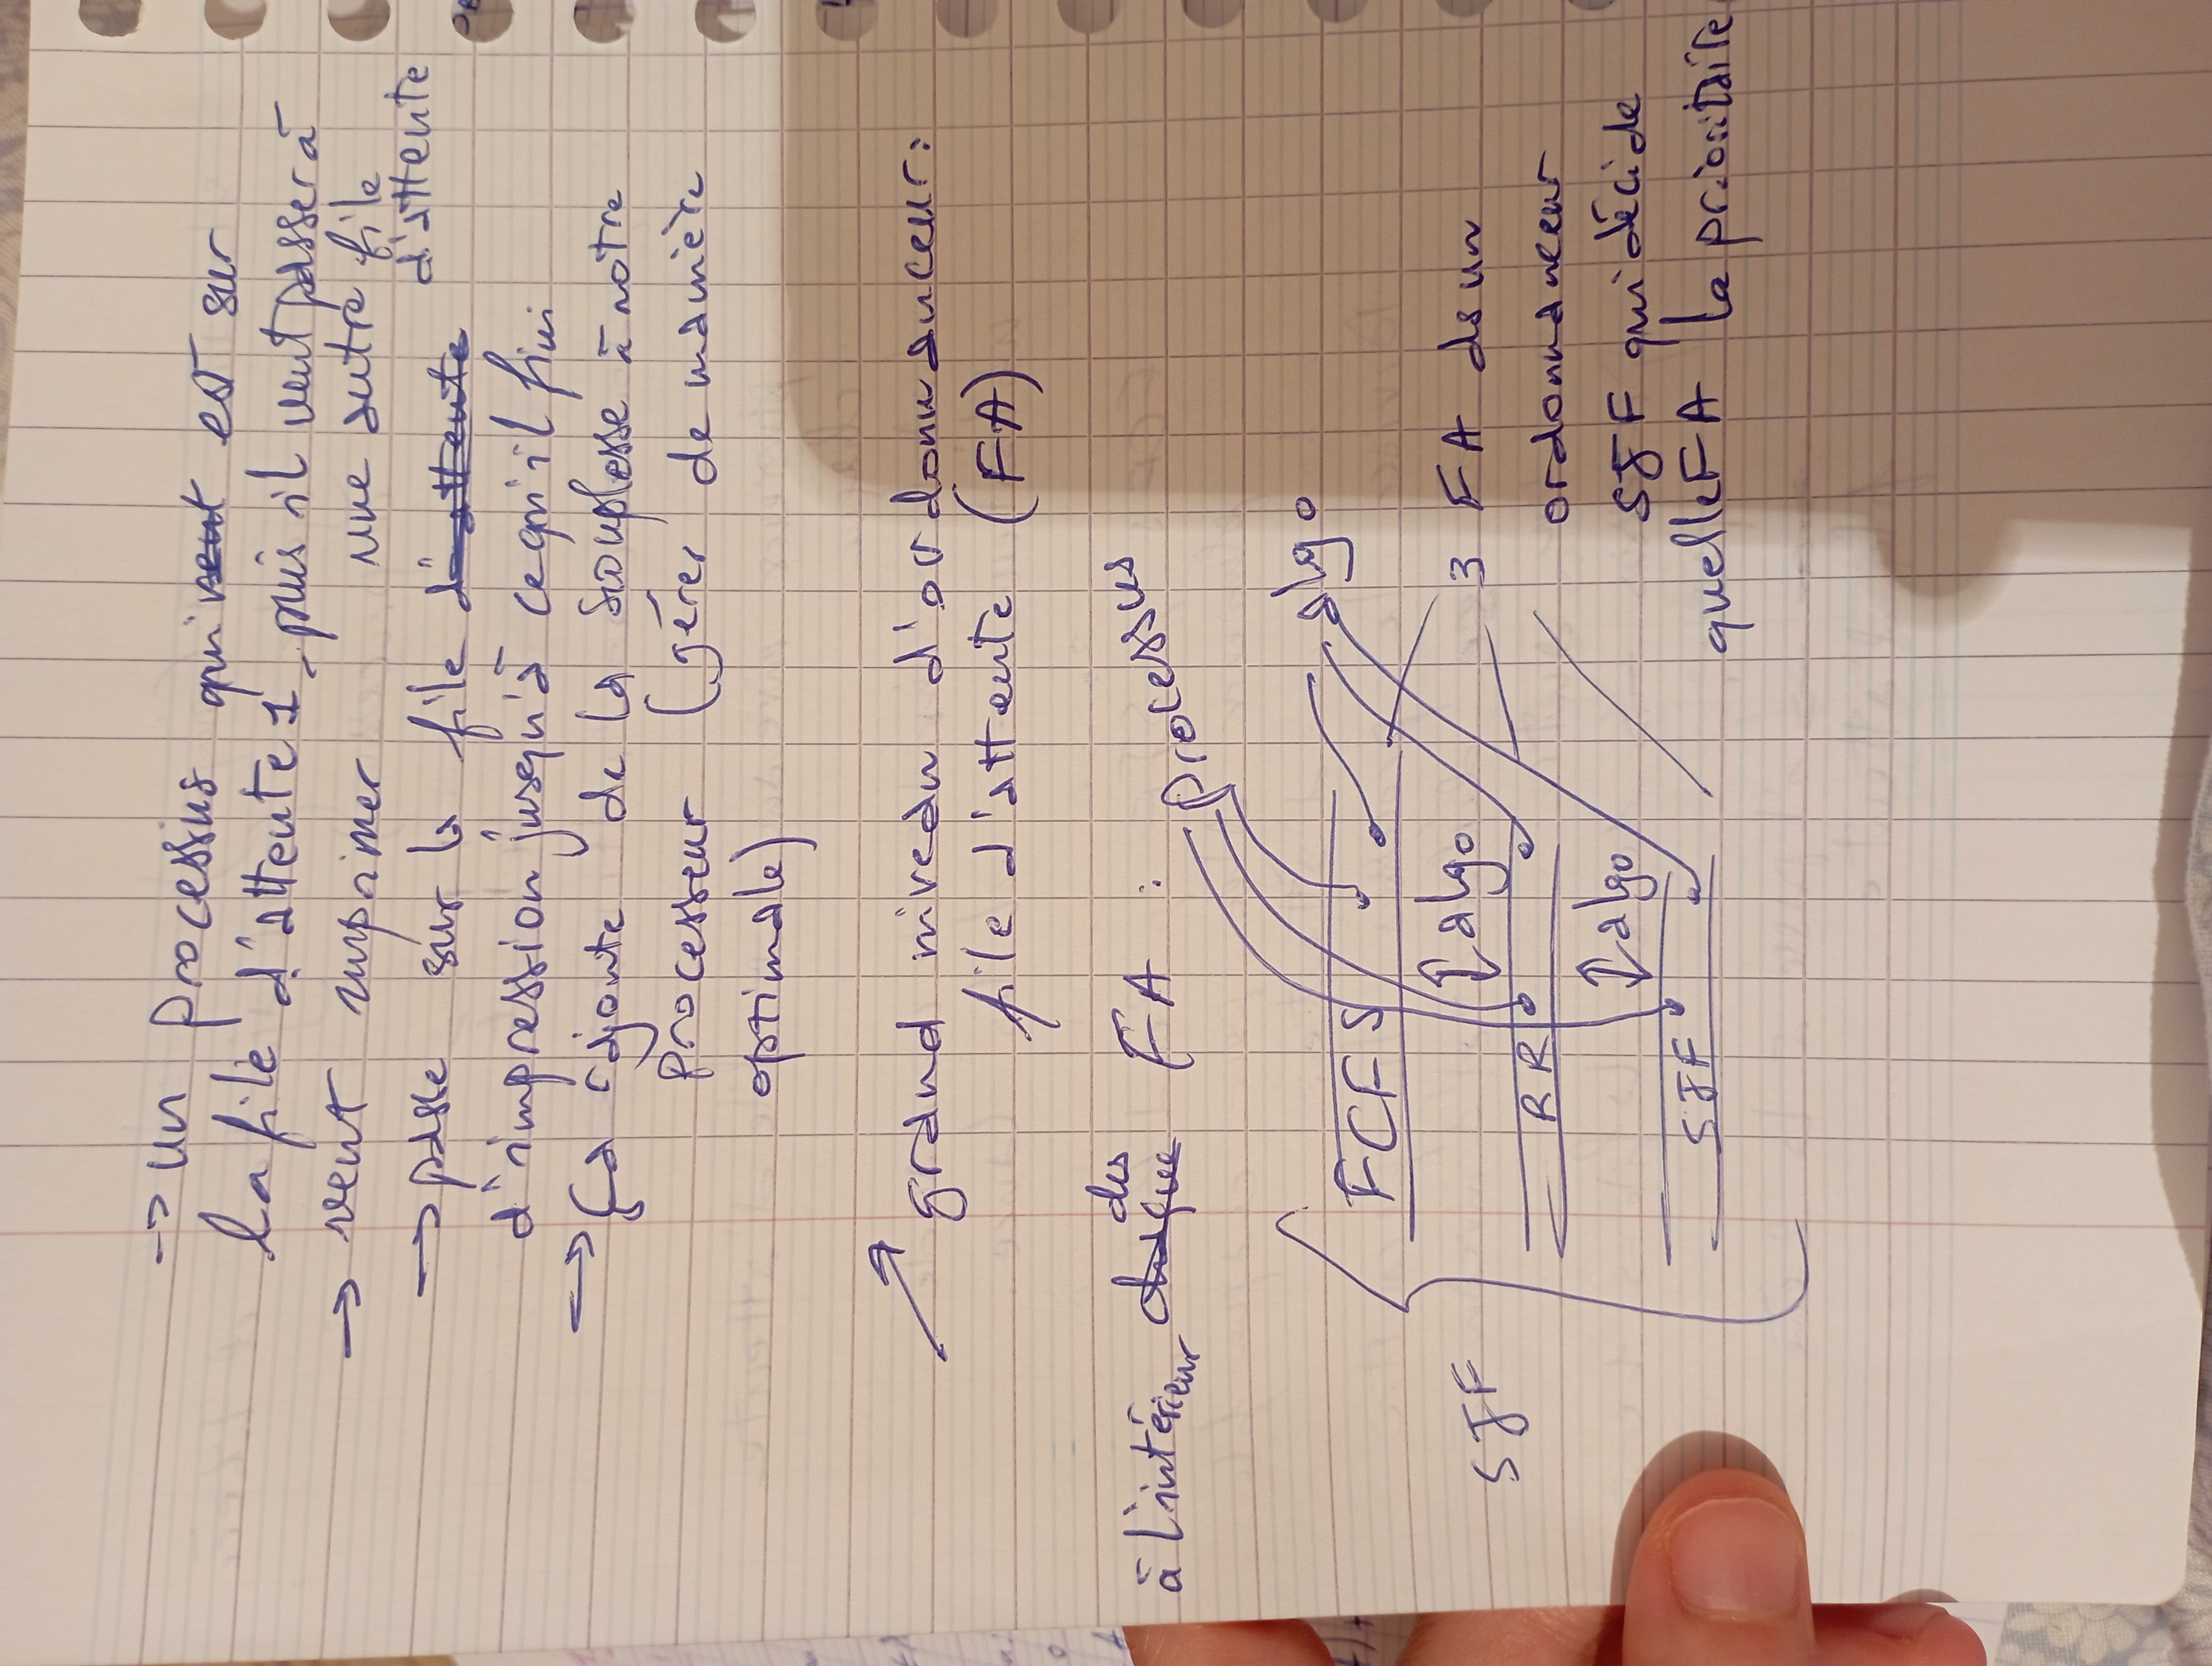 -> un processus qui veut est sur
la file d'attente 1 puis il veut passer à
une autre file
d'attente
-> veut imprimer
-> passe sur la file d'attente
d'impression jusqu'à ce qu'il fini
-> ça rajoute de la souplesse à notre
processeur (gérer de manière
optimale)
grand niveau d'ordonnanceur :
file d'attente (FA)
à l'intérieur chaque des FA :
processus
algo
SJF
FCFS
algo
RR
algo
SJF
3 FA ds un
ordonnanceur
SJF qui décide
quelle FA la prioritaire